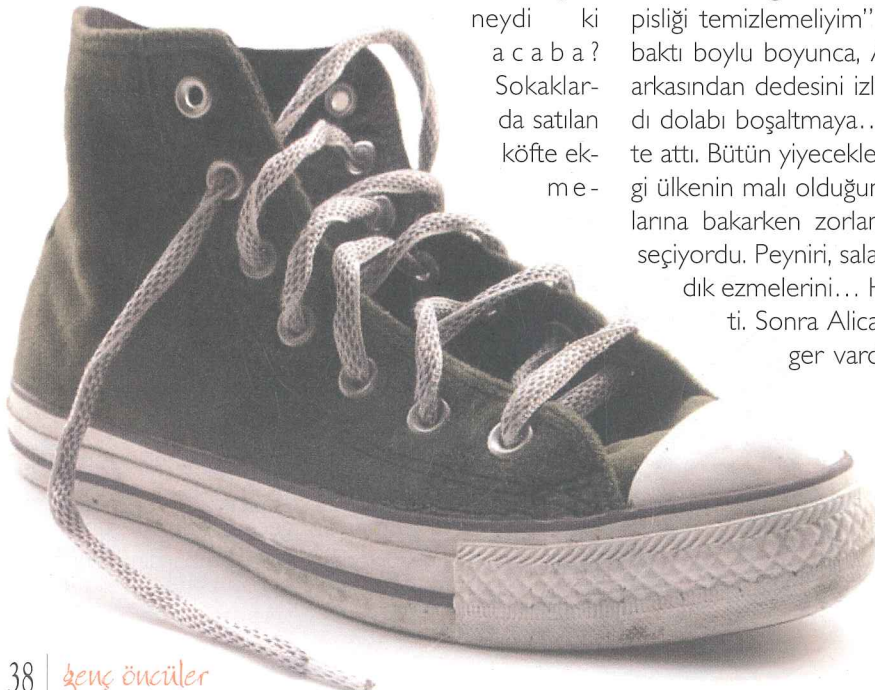 neydi ki
acaba?
Sokaklar-
da satılan
köfte ek-
me-
pisliği temizlemeliyim”
baktı boylu boyunca,
arkasından dedesini izl
dı dolabı boşaltmaya…
te attı. Bütün yiyecekle
gi ülkenin malı olduğu
larına bakarken zorlan
seçiyordu. Peyniri, sala
dık ezmelerini…
ti. Sonra Alica
ger vard
38 | genç öncüler